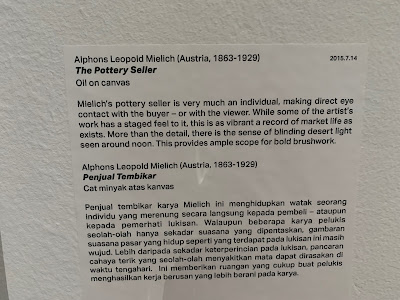 Alphons Leopold Mielich (Austria, 1863-1929) 2015.7.14
The Pottery Seller
Oil on canvas
Mielich's pottery seller is very much an individual, making direct eye
contact with the buyer – or with the viewer. While some of the artist's
work has a staged feel to it, this is as vibrant a record of market life as
exists. More than the detail, there is the sense of blinding desert light
seen around noon. This provides ample scope for bold brushwork.
Alphons Leopold Mielich (Austria, 1863-1929)
Penjual Tembikar
Cat minyak atas kanvas
Penjual tembikar karya Mielich ini menghidupkan watak seorang
individu yang merenung secara langsung kepada pembeli – ataupun
kepada pemerhati lukisan. Walaupun beberapa karya pelukis
seolah-olah hanya sekadar suasana yang dipentaskan, gambaran
suasana pasar yang hidup seperti yang terdapat pada lukisan ini masih
wujud. Lebih daripada sekadar keterperincian pada lukisan, pancaran
cahaya terik yang seolah-olah menyakitkan mata dapat dirasakan di
waktu tengahari. Ini memberikan ruangan yang cukup buat pelukis
menghasilkan kerja berusan yang lebih berani pada karya.